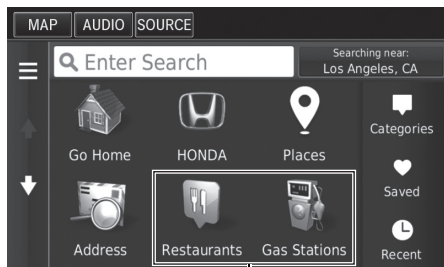 MAP AUDIO SOURCE
Enter Search
Searching near:
Los Angeles, CA
Go Home HONDA Places
Categories
Saved
Address Restaurants Gas Stations
Recent